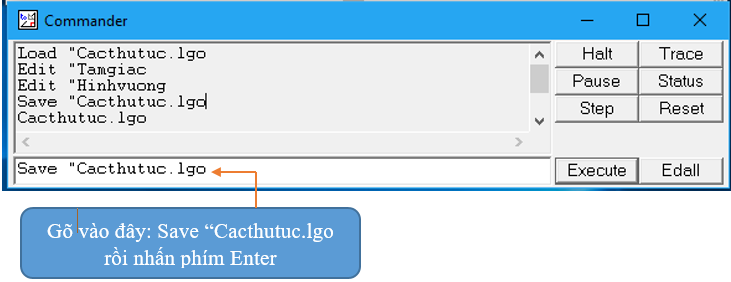 Commander
Load "Cacthutuc.lgo
Edit "Tamgiac
Edit "Hinhvuong
Save "Cacthutuc.lgo
Cacthutuc.lgo
Halt Trace
Pause Status
Step Reset
Save "Cacthutuc.lgo
Execute Edall
Gõ vào đây: Save “Cacthutuc.lgo
rồi nhấn phím Enter